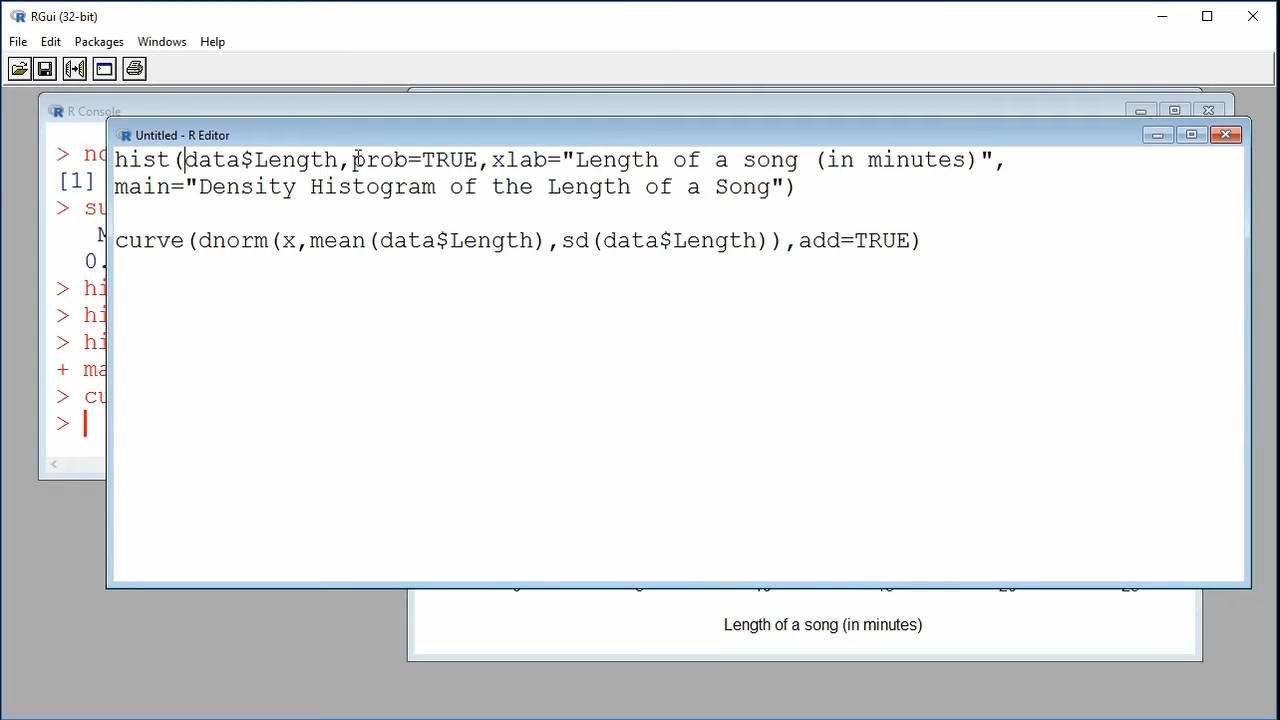 RGui (32-bit)
File Edit Packages Windows Help
R Console
Untitled - R Editor
> no
[1]
> su
M
0.
> hi
> hi
> hi
+ ma
> cu
>
hist(data$Length,prob=TRUE,xlab="Length of a song (in minutes)",
main="Density Histogram of the Length of a Song")
curve(dnorm(x,mean(data$Length),sd(data$Length)),add=TRUE)
Length of a song (in minutes)